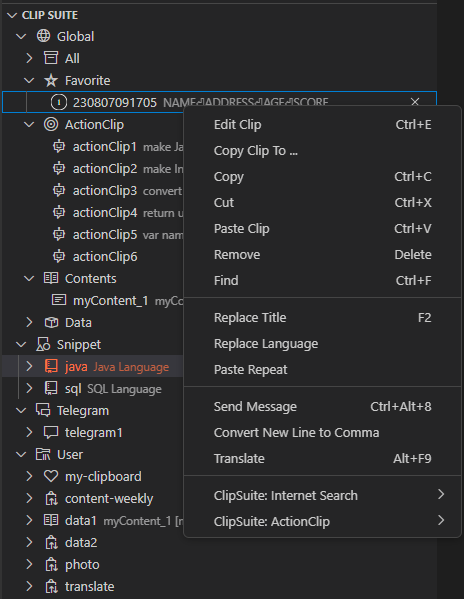 CLIP SUITE
Global
All
Favorite
230807091705 NAME ADDRESS AGE SCORE
ActionClip
actionClip1 make Ja
actionClip2 make In
actionClip3 convert
actionClip4 return u
actionClip5 var nam
actionClip6
Contents
myContent_1 myCo
Data
Snippet
java Java Language
sql SQL Language
Telegram
telegram1
User
my-clipboard
content-weekly
data1 myContent_1 [m
data2
photo
translate
Edit Clip Ctrl+E
Copy Clip To ...
Copy Ctrl+C
Cut Ctrl+X
Paste Clip Ctrl+V
Remove Delete
Find Ctrl+F
Replace Title F2
Replace Language
Paste Repeat
Send Message Ctrl+Alt+8
Convert New Line to Comma
Translate Alt+F9
ClipSuite: Internet Search
ClipSuite: ActionClip